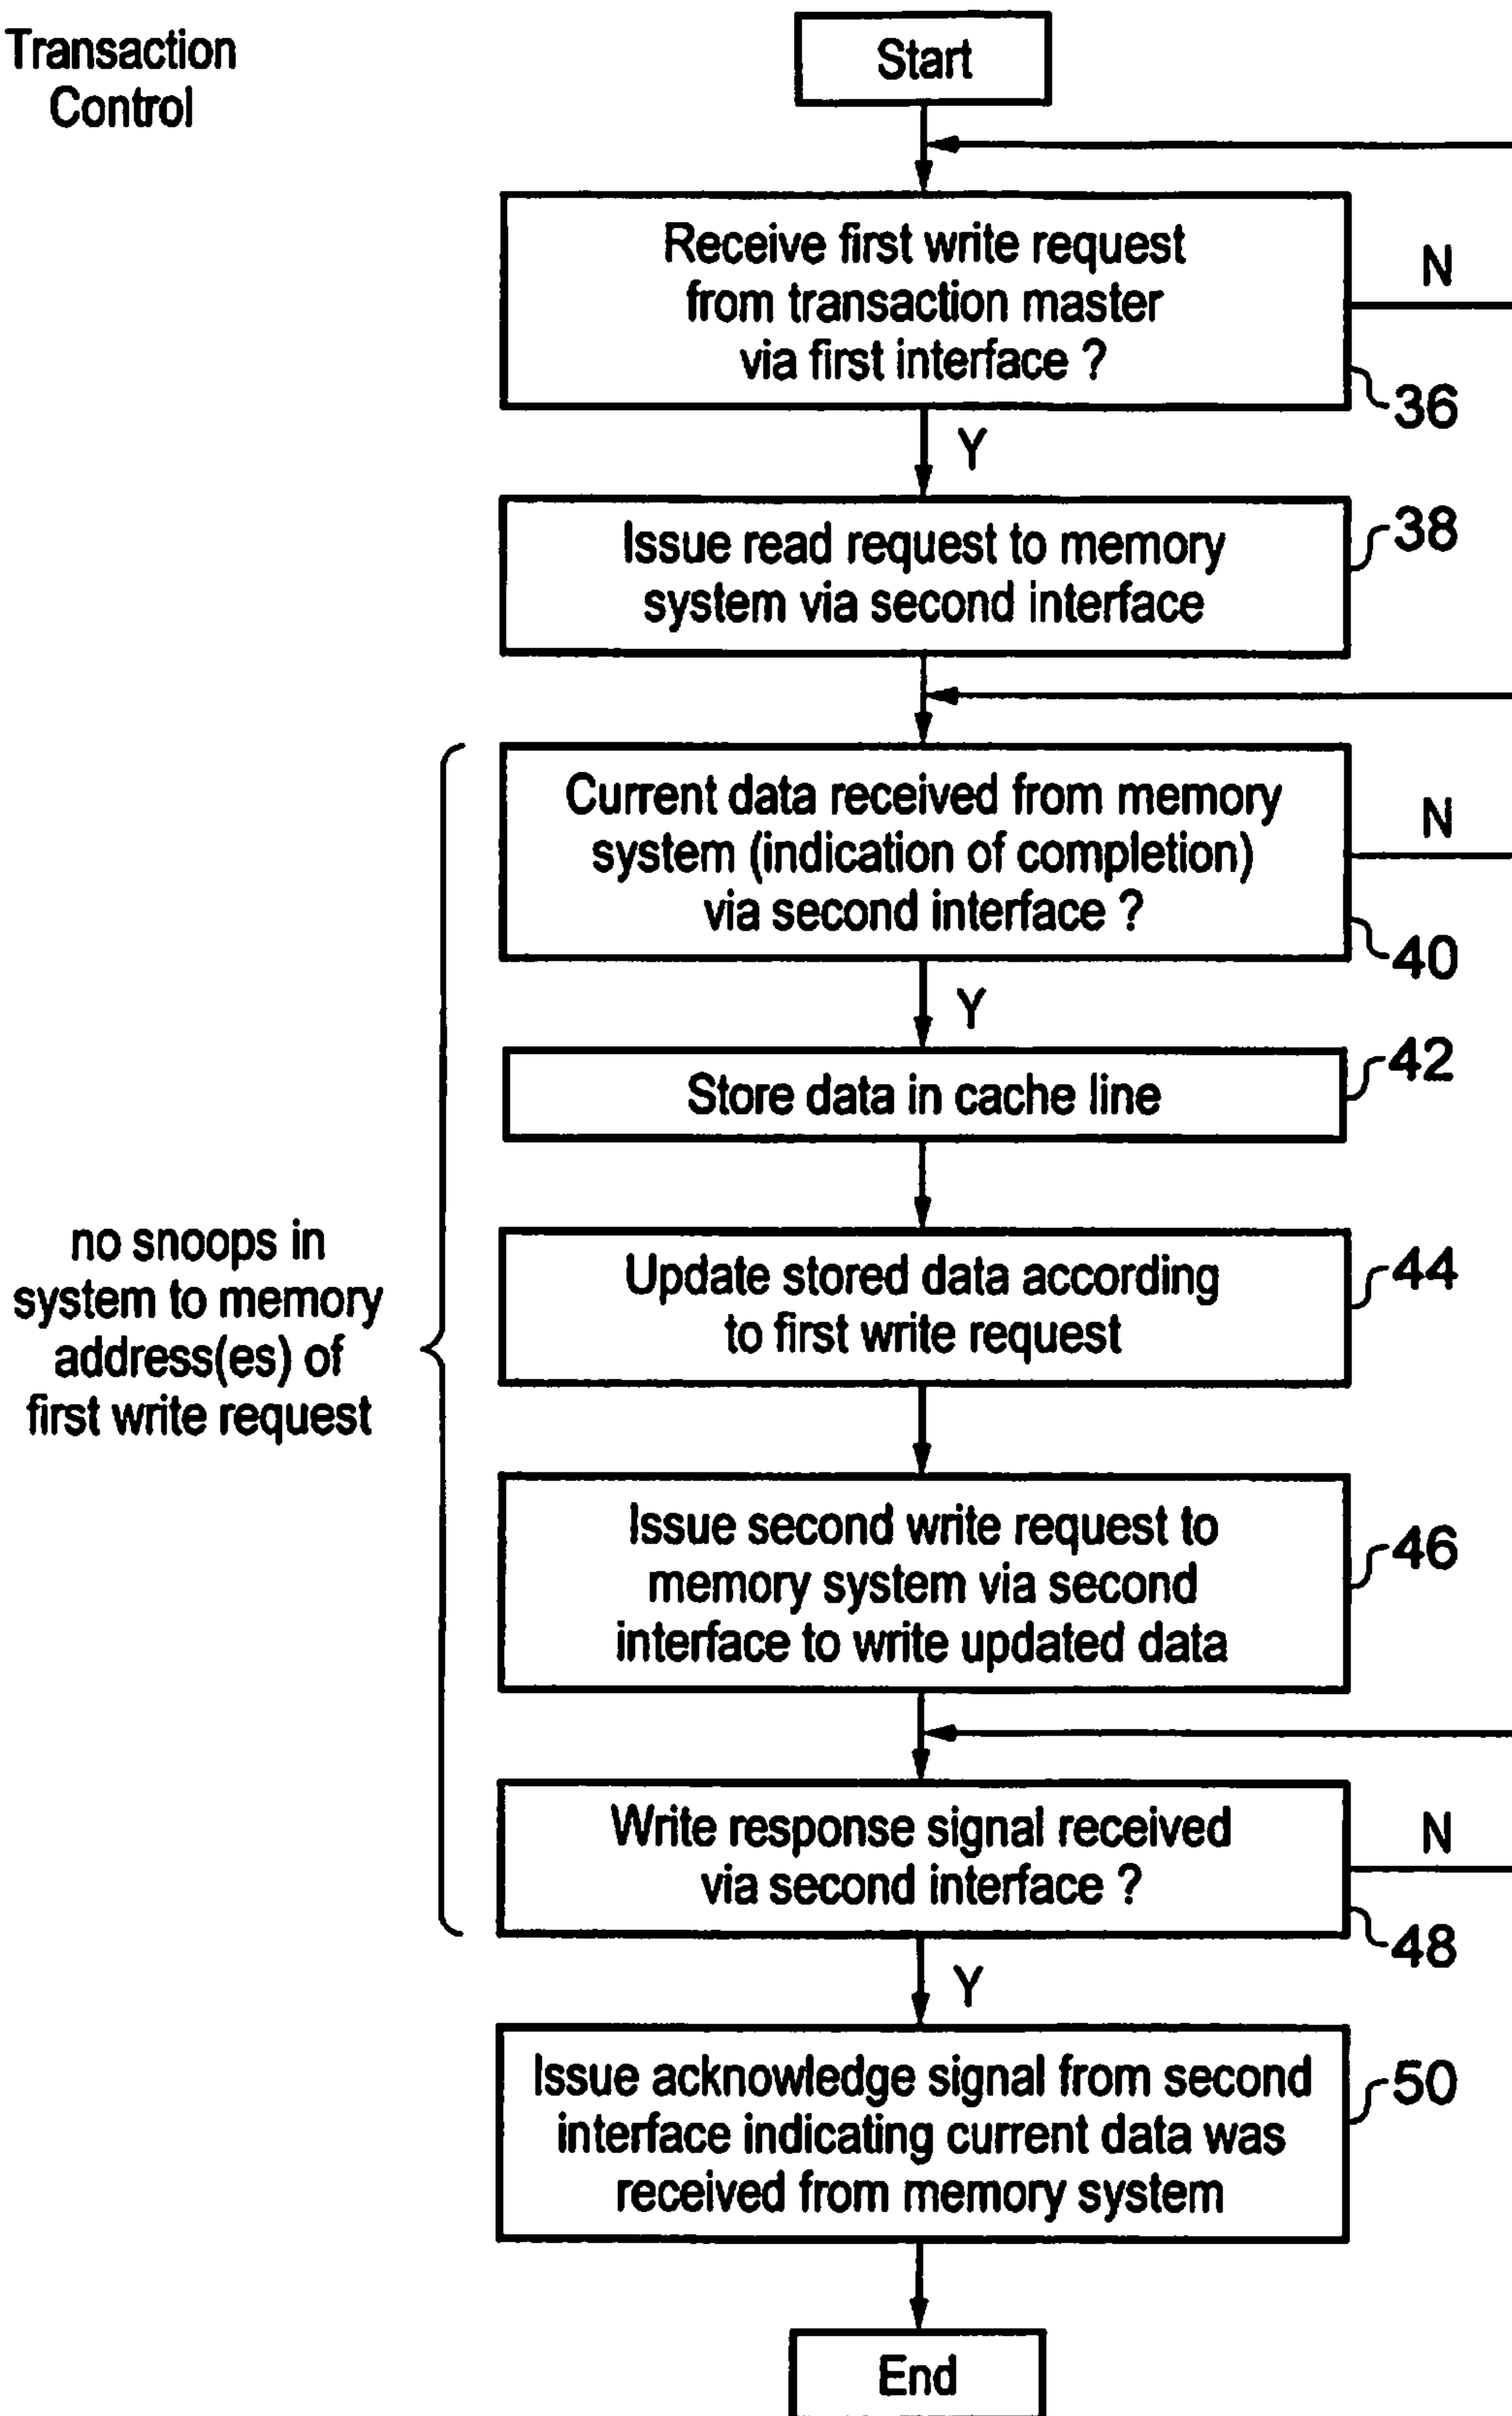 Transaction
Control
Start
Receive first write request
from transaction master
via first interface ?
N
36
Y
Issue read request to memory
system via second interface
38
Current data received from memory
system (indication of completion)
via second interface ?
N
40
Y
Store data in cache line
42
no snoops in
system to memory
address(es) of
first write request
Update stored data according
to first write request
44
Issue second write request to
memory system via second
interface to write updated data
46
Write response signal received
via second interface ?
N
48
Y
Issue acknowledge signal from second
interface indicating current data was
received from memory system
50
End